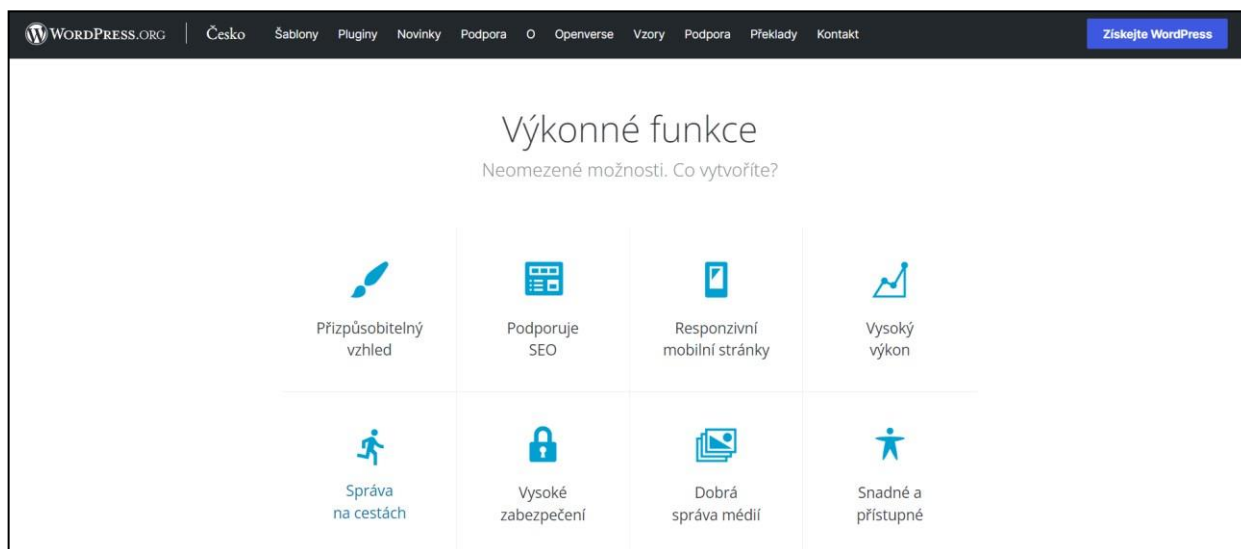 WORDPRESS.ORG Česko Šablony Pluginy Novinky Podpora O Openverse Vzory Podpora Překlady Kontakt Získejte WordPress
Výkonné funkce
Neomezené možnosti. Co vytvoříte?
Přizpůsobitelný
vzhled
Podporuje
SEO
Responzivní
mobilní stránky
Vysoký
výkon
Správa
na cestách
Vysoké
zabezpečení
Dobrá
správa médií
Snadné a
přístupné